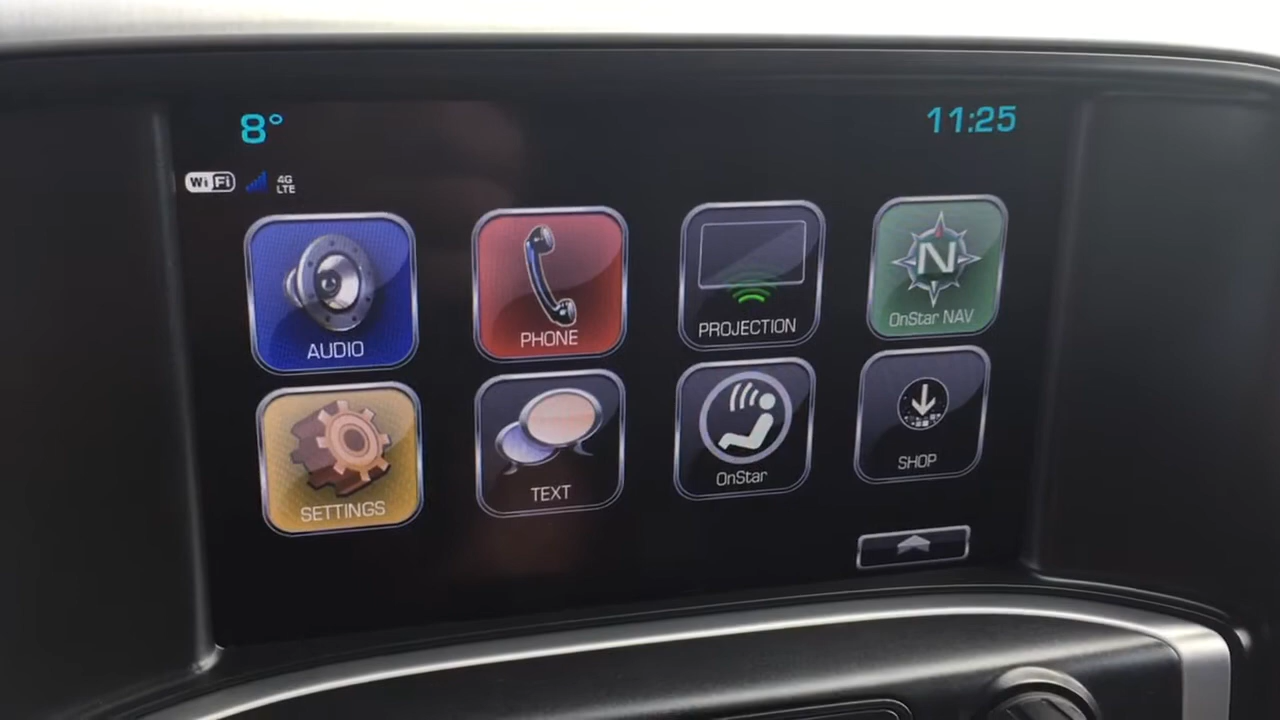 8°
11:25
WiFi
4G
LTE
AUDIO
PHONE
PROJECTION
N
OnStar NAV
SETTINGS
TEXT
OnStar
SHOP